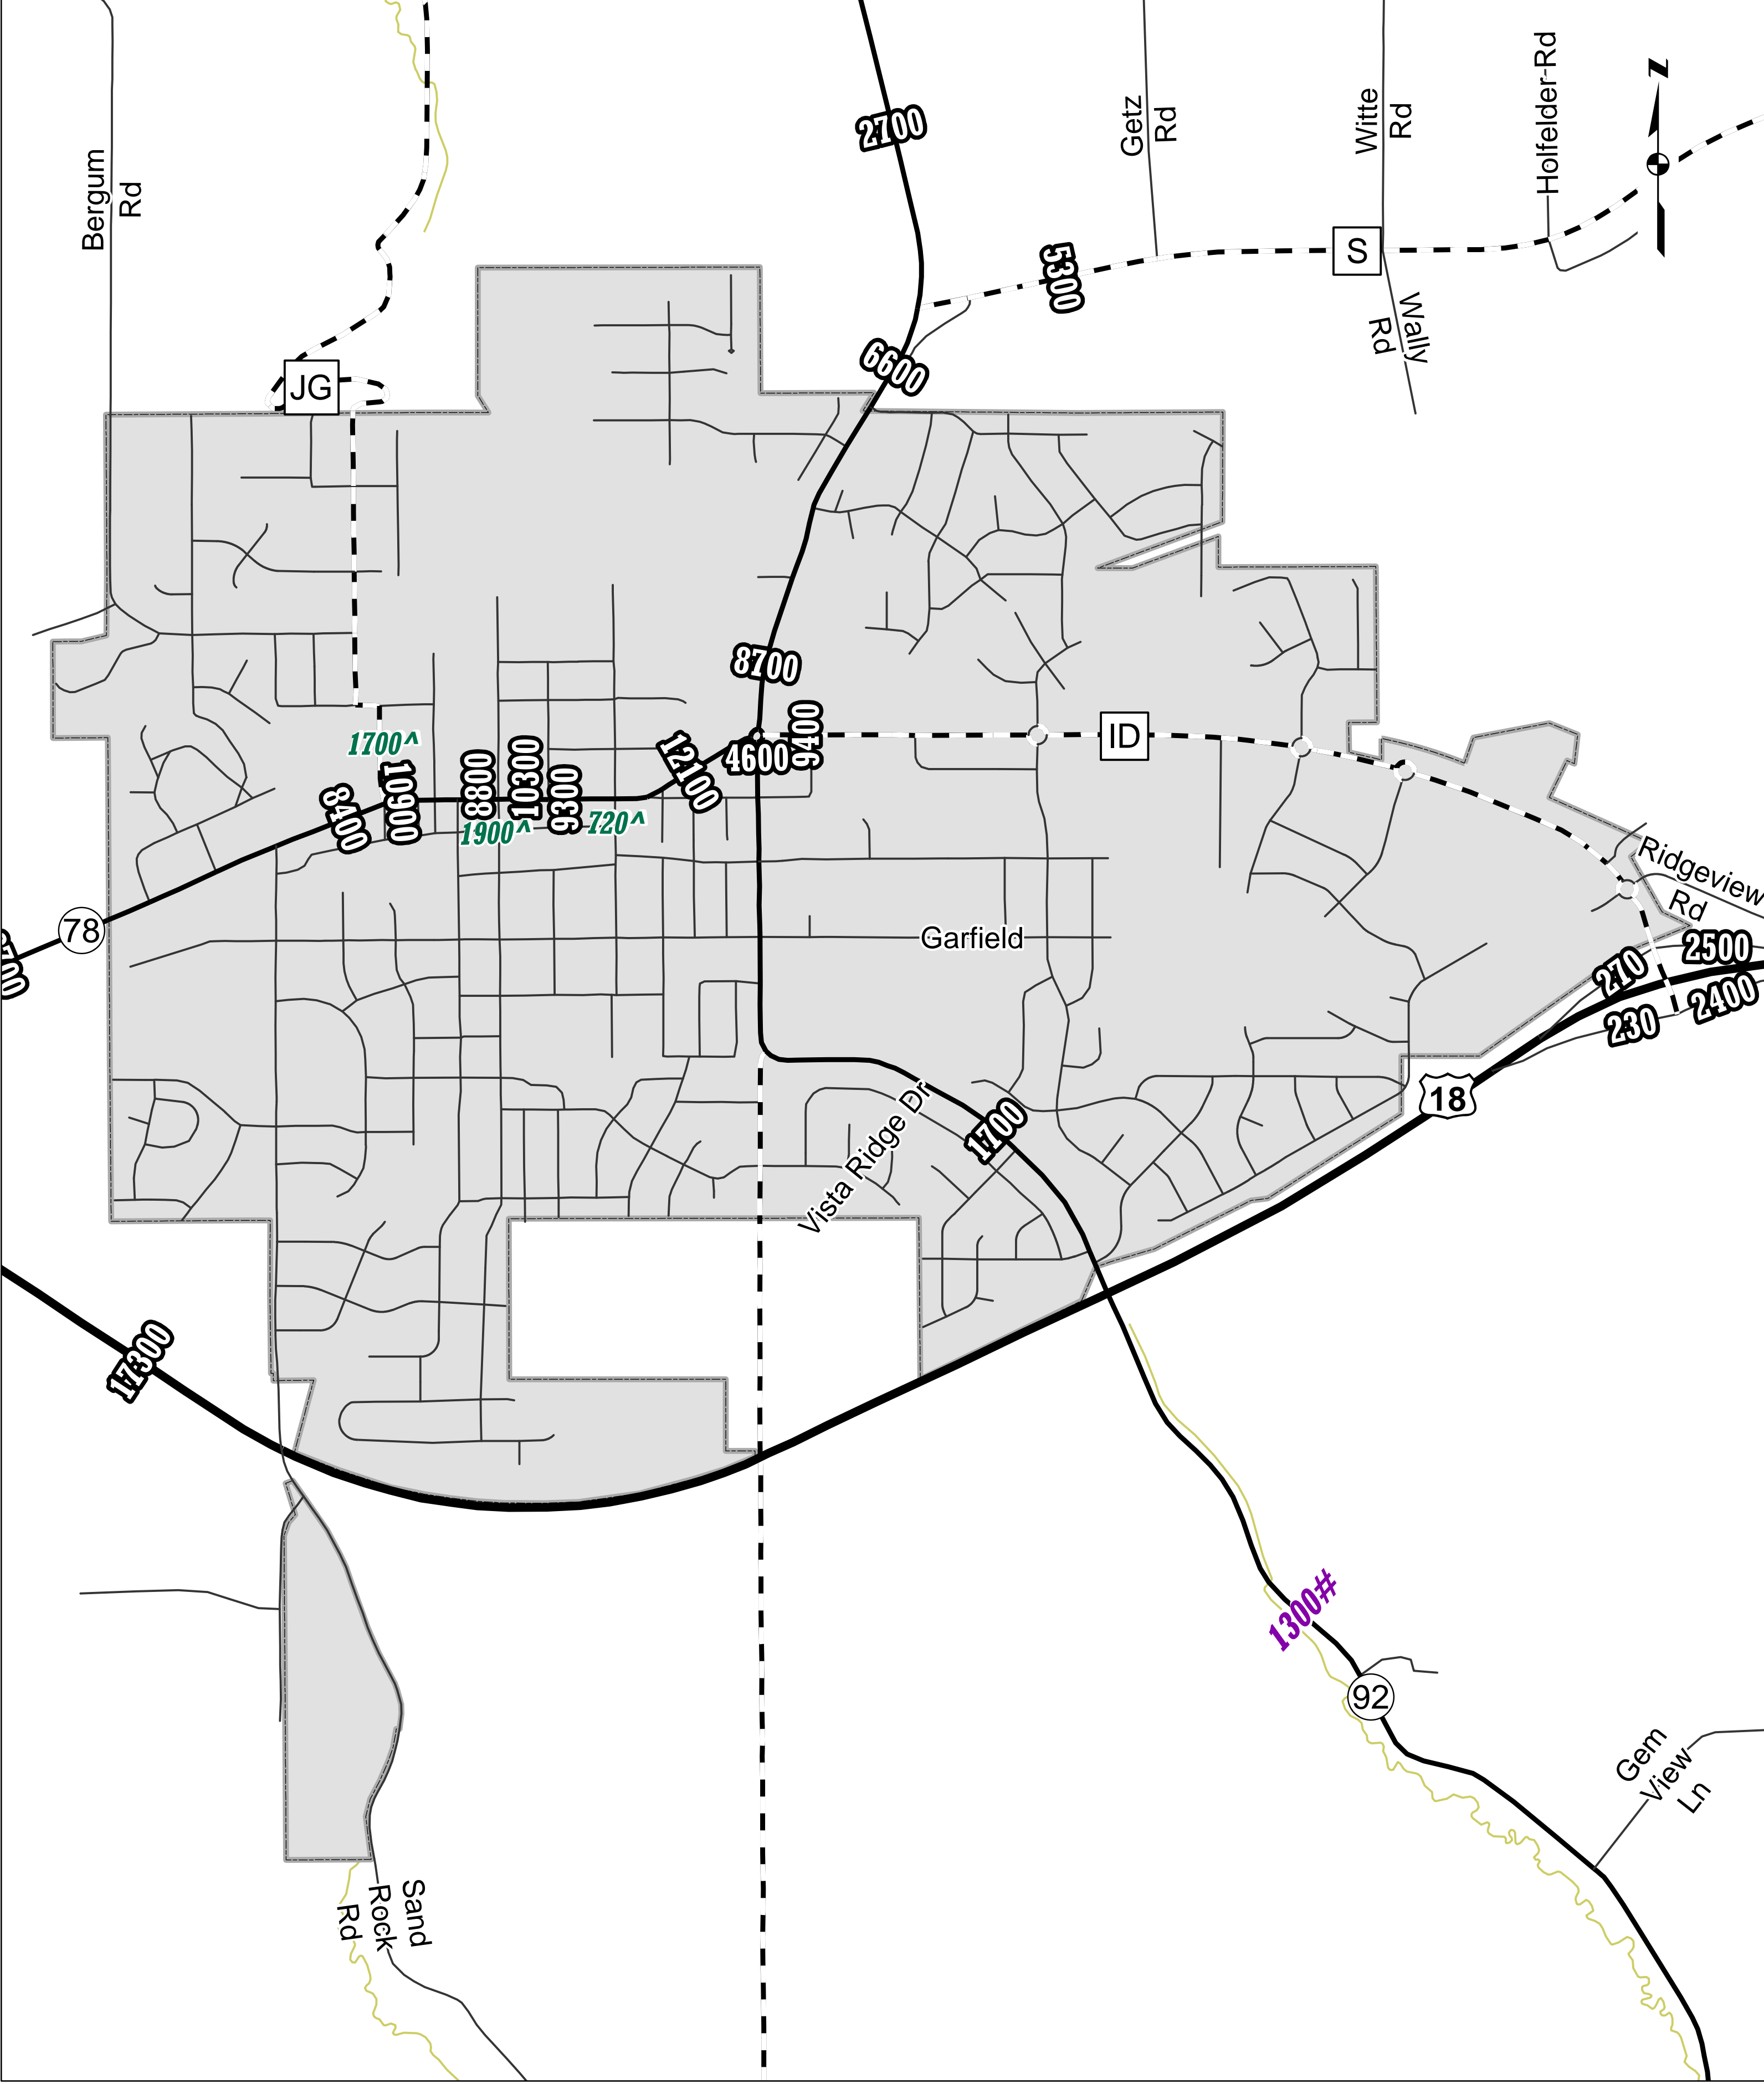 2700
Getz
Rd
Witte
Rd
Holfelder-Rd
Z
Bergum
Rd
S
5300
Wally
Rd
6600
JG
8700
1700^
4600
9400
ID
12100
8400
10900
8800
10300
9300
1900^
720^
Ridgeview
Rd
78
Garfield
2500
270
2400
230
18
Vista Ridge Dr
1700
17300
1300#
92
Gem
View
Ln
Sand
Rock
Rd